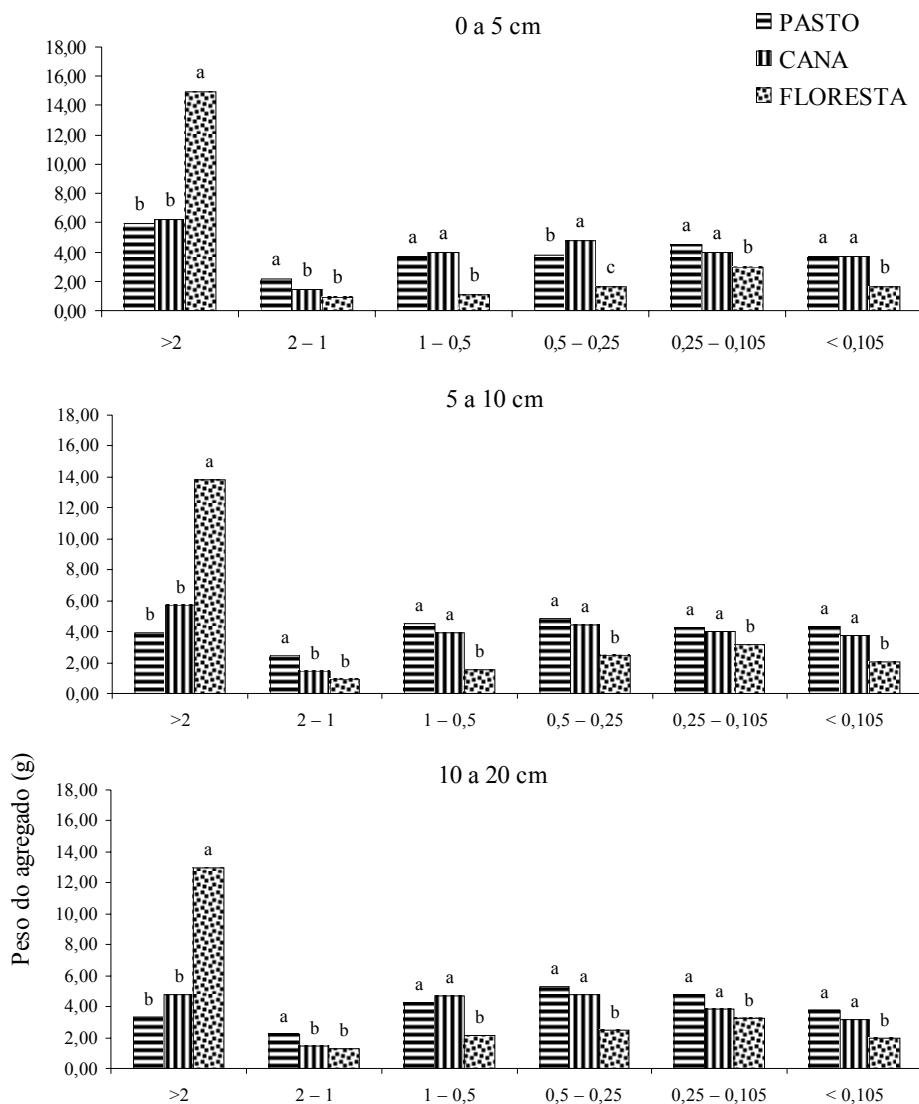 0 a 5 cm
PASTO
CANA
FLORESTA
18,00
16,00
14,00
12,00
10,00
8,00
6,00
4,00
2,00
0,00
b b a
a b b
a a b
b a c
a a b
a a b
>2
2 – 1
1 – 0,5
0,5 – 0,25
0,25 – 0,105
< 0,105
5 a 10 cm
18,00
16,00
14,00
12,00
10,00
8,00
6,00
4,00
2,00
0,00
b b a
a b b
a a b
a a b
a a b
a a b
>2
2 – 1
1 – 0,5
0,5 – 0,25
0,25 – 0,105
< 0,105
Peso do agregado (g)
10 a 20 cm
18,00
16,00
14,00
12,00
10,00
8,00
6,00
4,00
2,00
0,00
b b a
a b b
a a b
a a b
a a b
a a b
>2
2 – 1
1 – 0,5
0,5 – 0,25
0,25 – 0,105
< 0,105